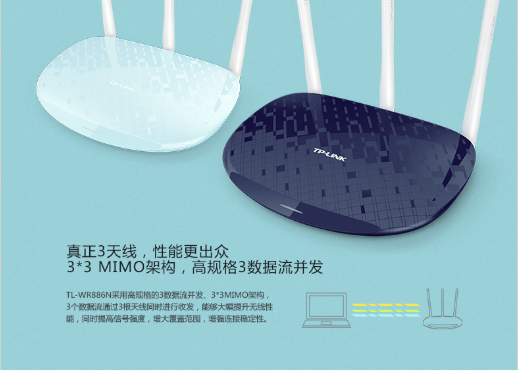 TP-LINK
TP-LINK
真正3天线，性能更出众
3*3 MIMO架构，高规格3数据流并发
TL-WR886N采用高规格的3数据流并发、3*3MIMO架构，
3个数据流通过3根天线同时进行收发，能够大幅提升无线性
能，同时提高信号强度，增大覆盖范围，增强连接稳定性。